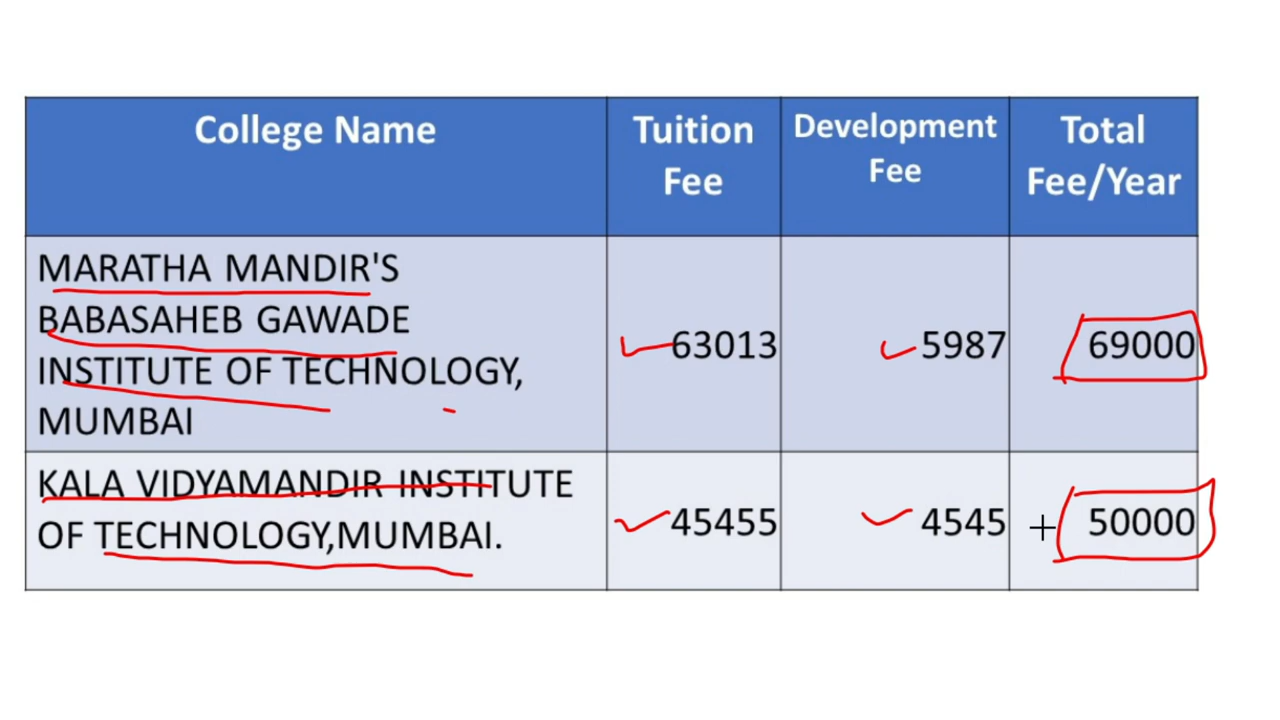 College Name
Tuition Fee
Development Fee
Total Fee/Year
MARATHA MANDIR'S
BABASAHEB GAWADE
INSTITUTE OF TECHNOLOGY,
MUMBAI
63013
5987
69000
KALA VIDYAMANDIR INSTITUTE
OF TECHNOLOGY,MUMBAI.
45455
4545
50000